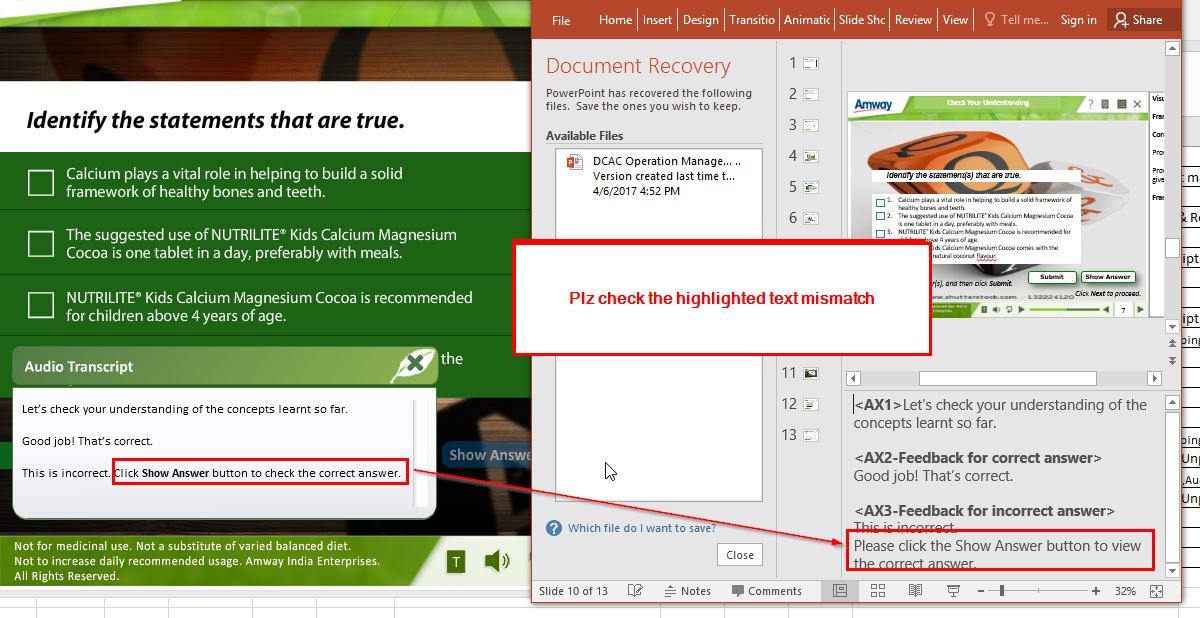 Identify the statements that are true.
Calcium plays a vital role in helping to build a solid
framework of healthy bones and teeth.
The suggested use of NUTRILITE® Kids Calcium Magnesium
Cocoa is one tablet in a day, preferably with meals.
NUTRILITE® Kids Calcium Magnesium Cocoa is recommended
for children above 4 years of age.
the
Audio Transcript
Let's check your understanding of the concepts learnt so far.
Good job! That's correct.
This is incorrect. Click Show Answer button to check the correct answer.
Show Answe
Not for medicinal use. Not a substitute of varied balanced diet.
Not to increase daily recommended usage. Amway India Enterprises.
All Rights Reserved.
T
File Home Insert Design Transitio Animatic Slide Shc Review View Tell me... Sign in Share
Document Recovery
PowerPoint has recovered the following
files. Save the ones you wish to keep.
Available Files
DCAC Operation Manage... ..
Version created last time t...
4/6/2017 4:52 PM
Which file do I want to save?
Close
1
2
3
4
5
6
11
12
13
Plz check the highlighted text mismatch
Amway
Check Your Understanding
Identify the statement(s) that are true.
1. Calcium plays a vital role in helping to build a solid framework of
healthy bones and teeth.
2. The suggested use of NUTRILITE® Kids Calcium Magnesium Cocoa
is one tablet in a day, preferably with meals.
3. NUTRILITE® Kids Calcium Magnesium Cocoa is recommended for
above 4 years of age.
Kids Calcium Magnesium Cocoa comes with the
natural coconut flavour.
Submit
Show Answer
and then click Submit.
www.shutterstock.com · 132224120
Click Next to proceed.
7
<AX1>Let's check your understanding of the
concepts learnt so far.
<AX2-Feedback for correct answer>
Good job! That's correct.
<AX3-Feedback for incorrect answer>
This is incorrect.
Please click the Show Answer button to view
the correct answer.
Slide 10 of 13
Notes
Comments
32%